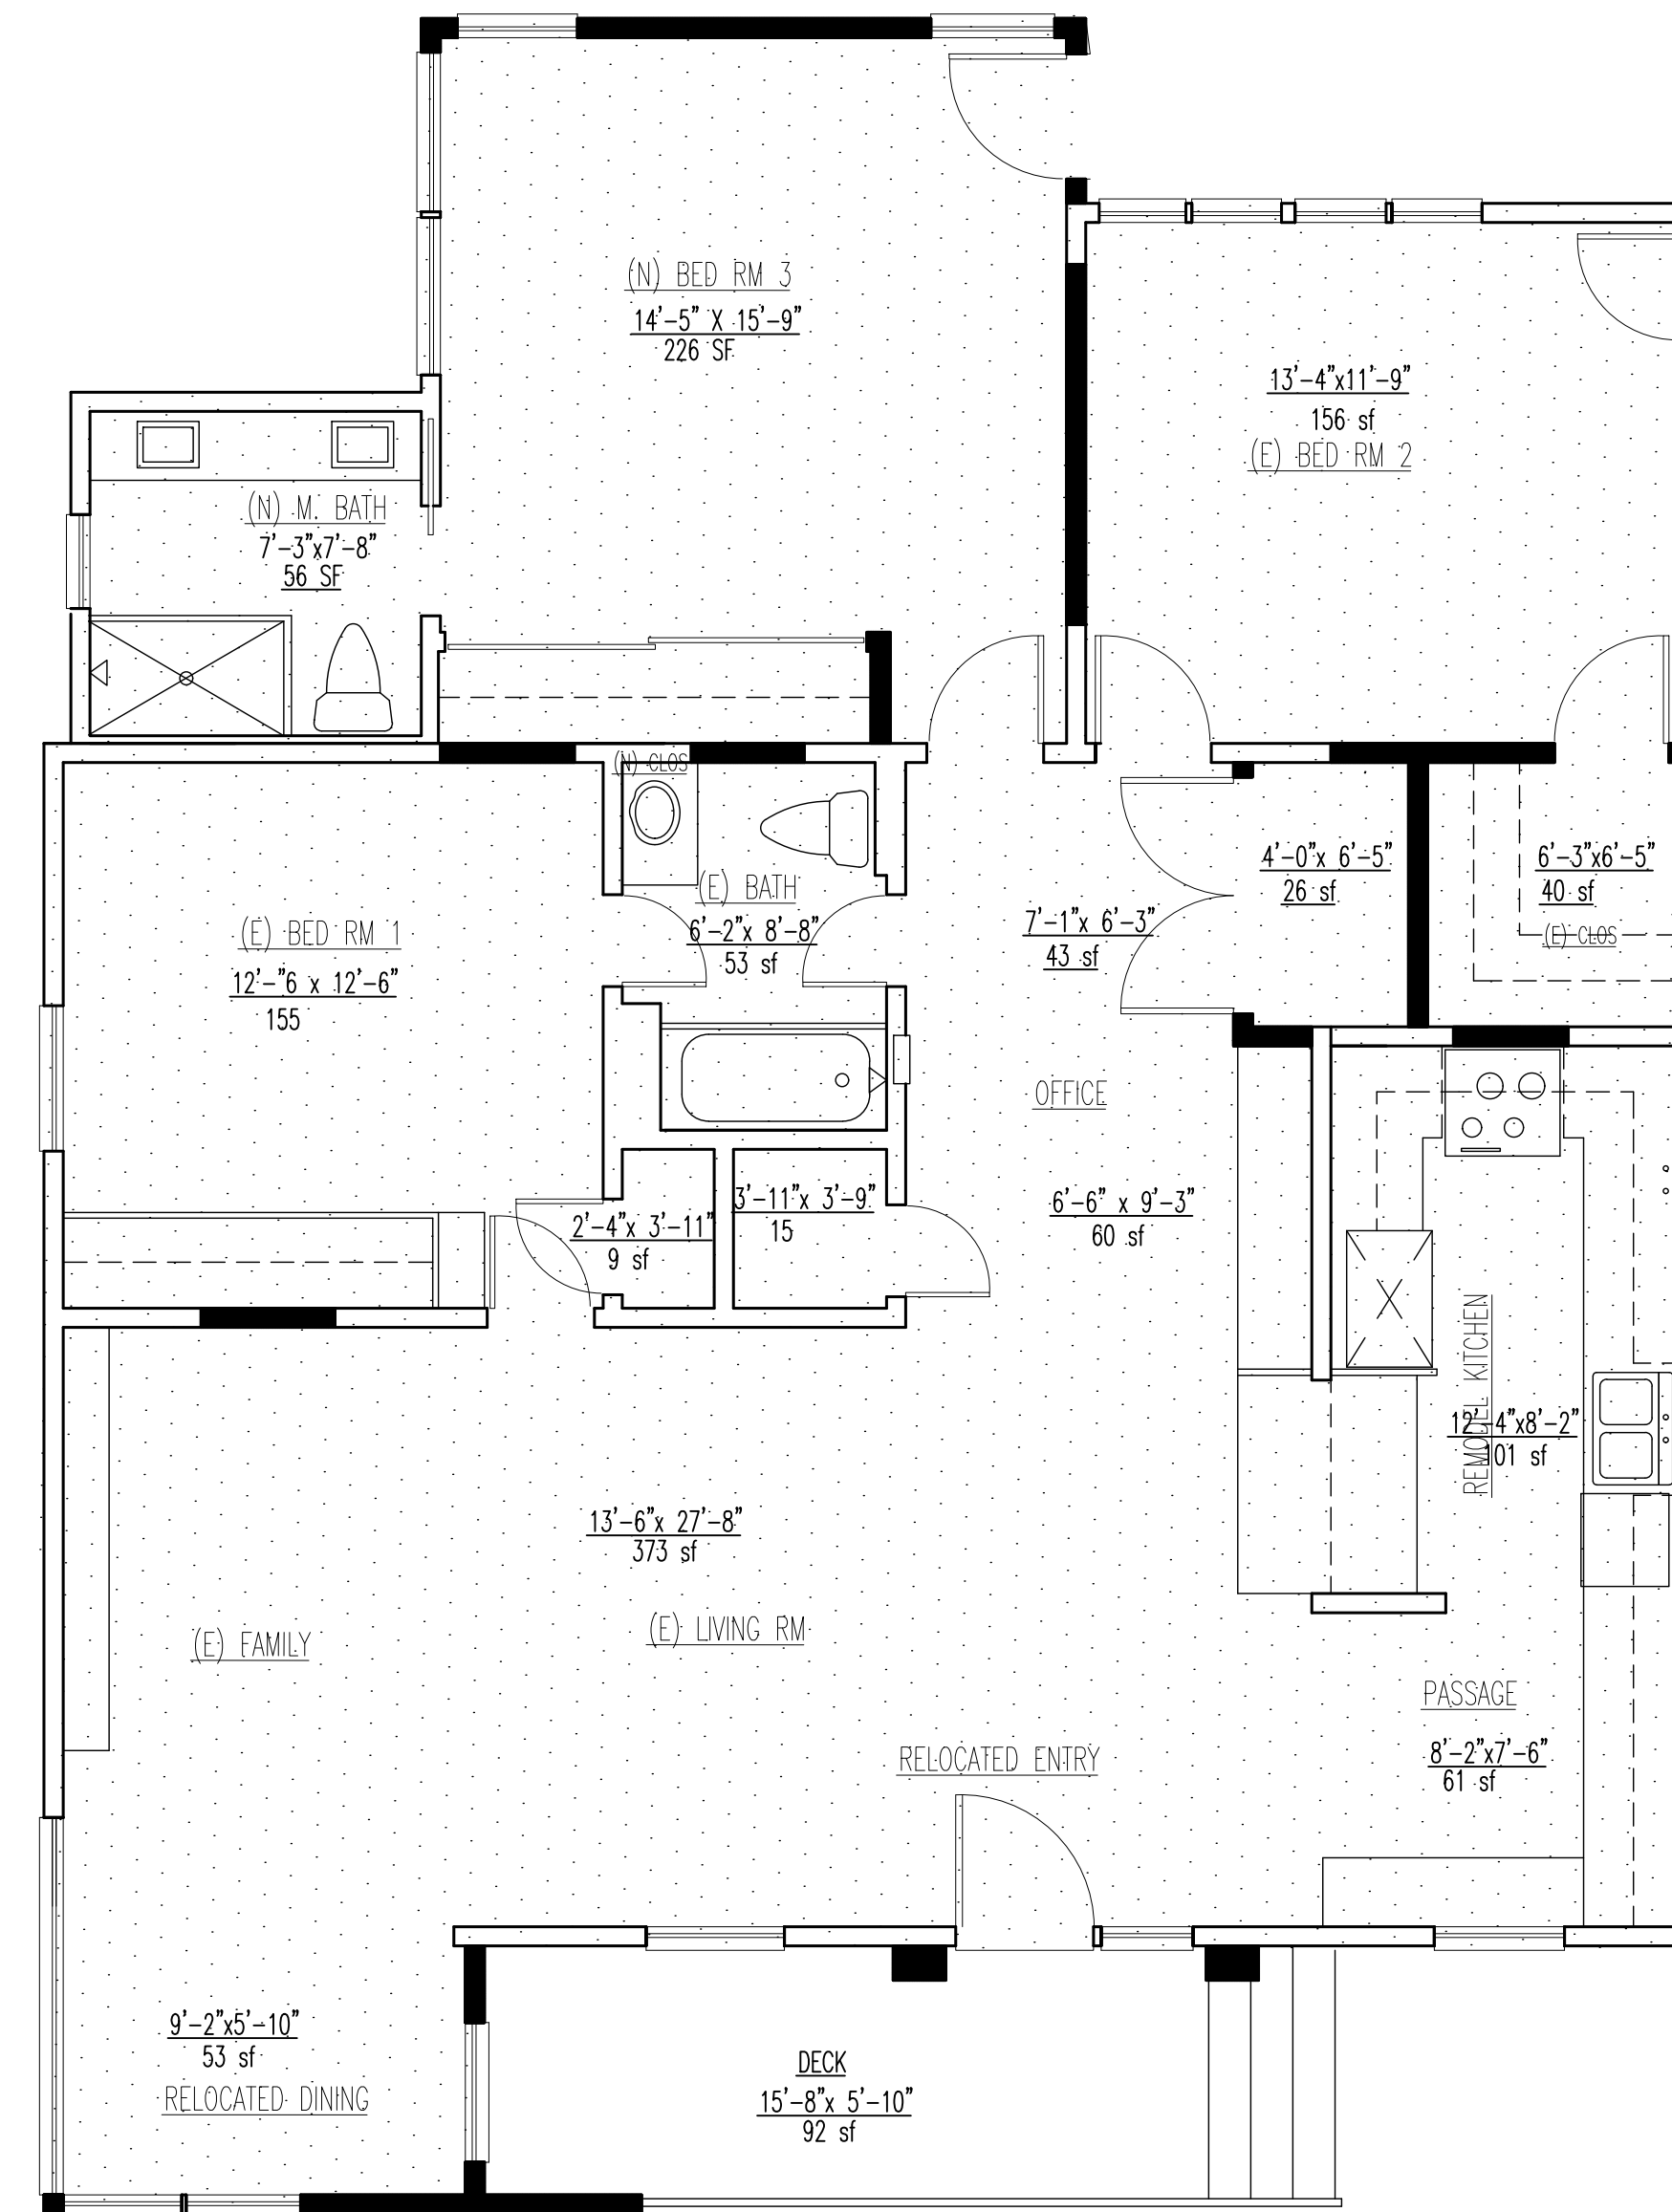 (N) BED RM 3
14'-5" X 15'-9"
226 SF
13'-4"x11'-9"
156 sf
(E) BED RM 2
(N) M. BATH
7'-3"x7'-8"
56 SF
(N) CLOS
(E) BATH
6'-2"x 8'-8"
53 sf
4'-0"x 6'-5"
26 sf
6'-3"x6'-5"
40 sf
(E) CLOS
7'-1"x 6'-3"
43 sf
(E) BED RM 1
12'-"6 x 12'-6"
155
OFFICE
2'-4"x 3'-11"
9 sf
3'-11"x 3'-9"
15
6'-6" x 9'-3"
60 sf
REMODEL KITCHEN
12'-4"x8'-2"
101 sf
13'-6"x 27'-8"
373 sf
(E) FAMILY
(E) LIVING RM
PASSAGE
8'-2"x7'-6"
61 sf
RELOCATED ENTRY
9'-2"x5'-10"
53 sf
RELOCATED DINING
DECK
15'-8"x 5'-10"
92 sf